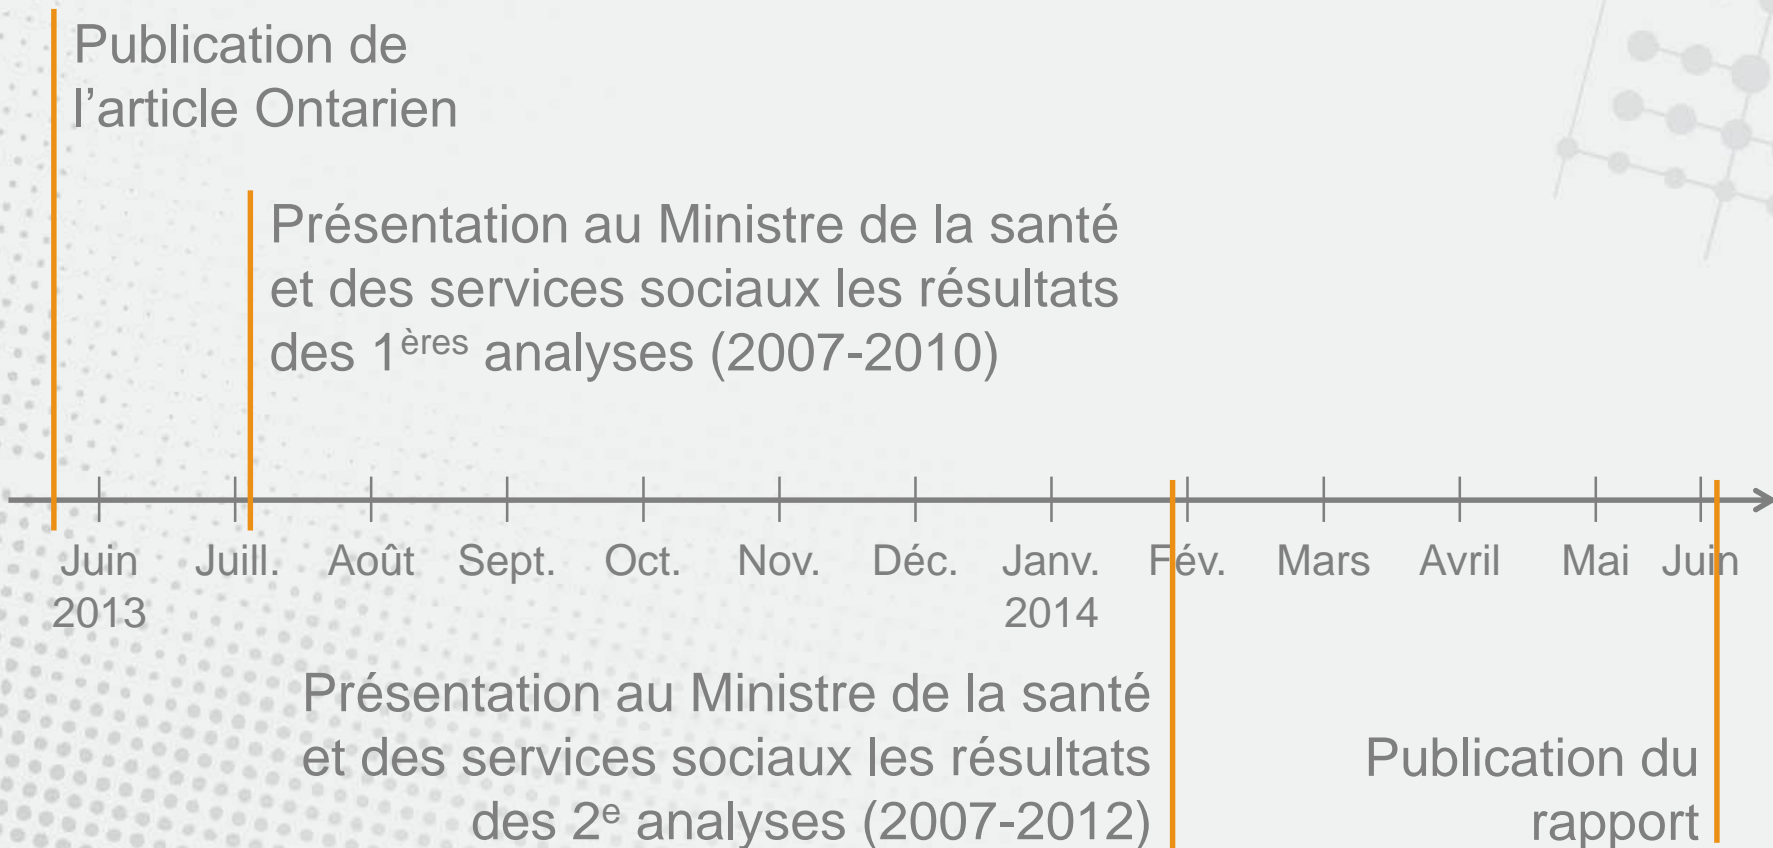 Publication de
l’article Ontarien
Présentation au Ministre de la santé
et des services sociaux les résultats
des 1ères analyses (2007-2010)
Juin Juill. Août Sept. Oct. Nov. Déc. Janv. Fév. Mars Avril Mai Juin
2013 2014
Présentation au Ministre de la santé
et des services sociaux les résultats
des 2e analyses (2007-2012)
Publication du
rapport